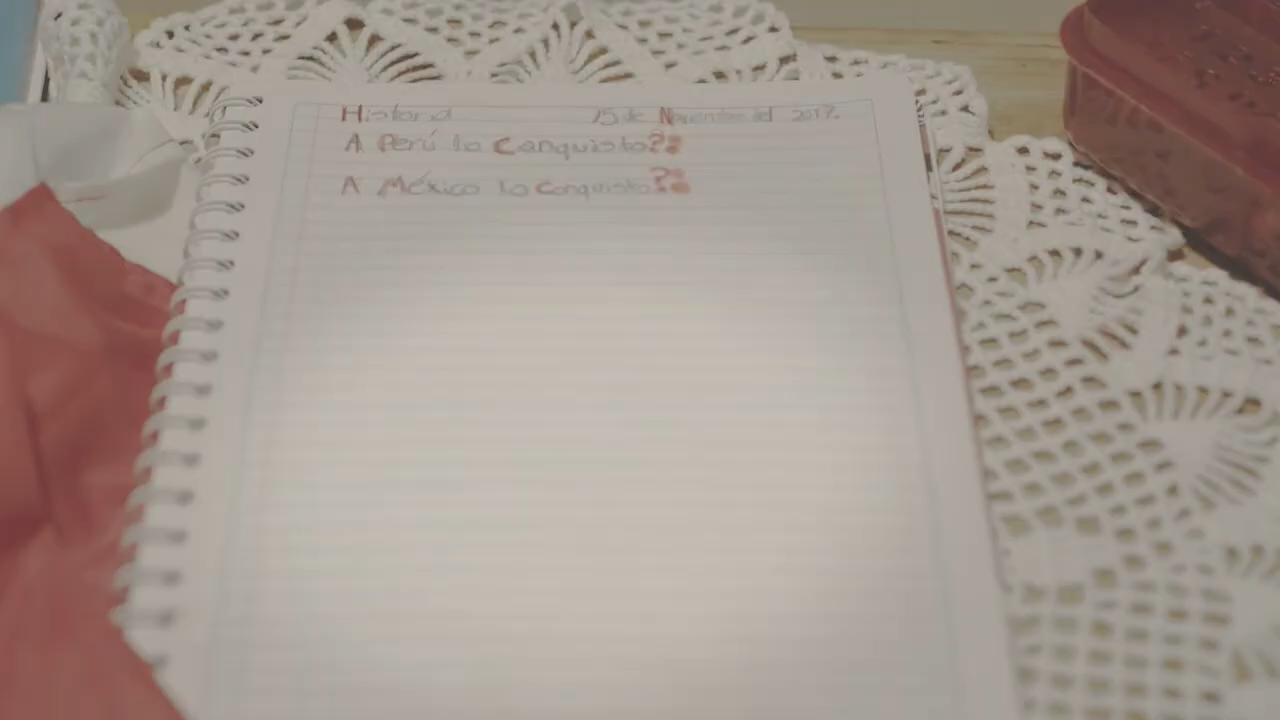 Historia 15 de Noviembre del 2017.
A Perú lo Conquisto??
A México lo Conquisto??